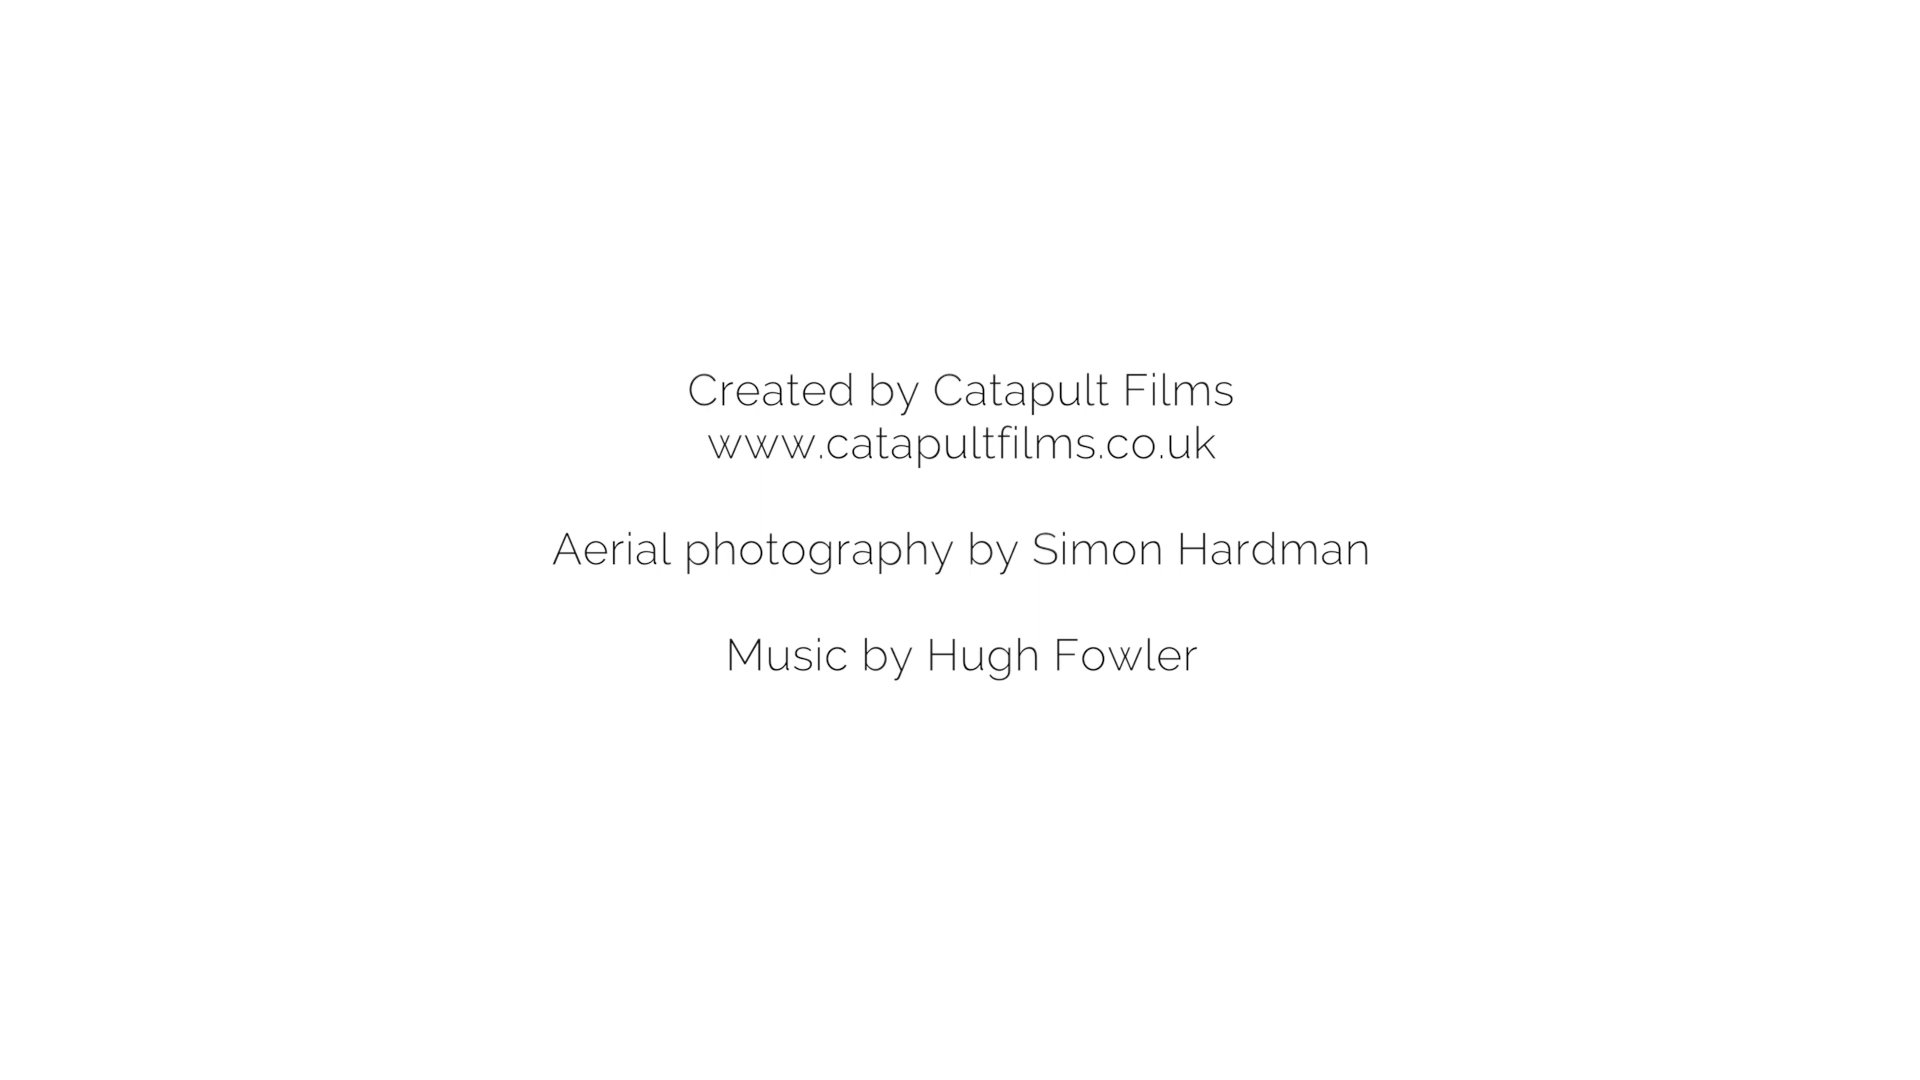 Created by Catapult Films
www.catapultfilms.co.uk
Aerial photography by Simon Hardman
Music by Hugh Fowler